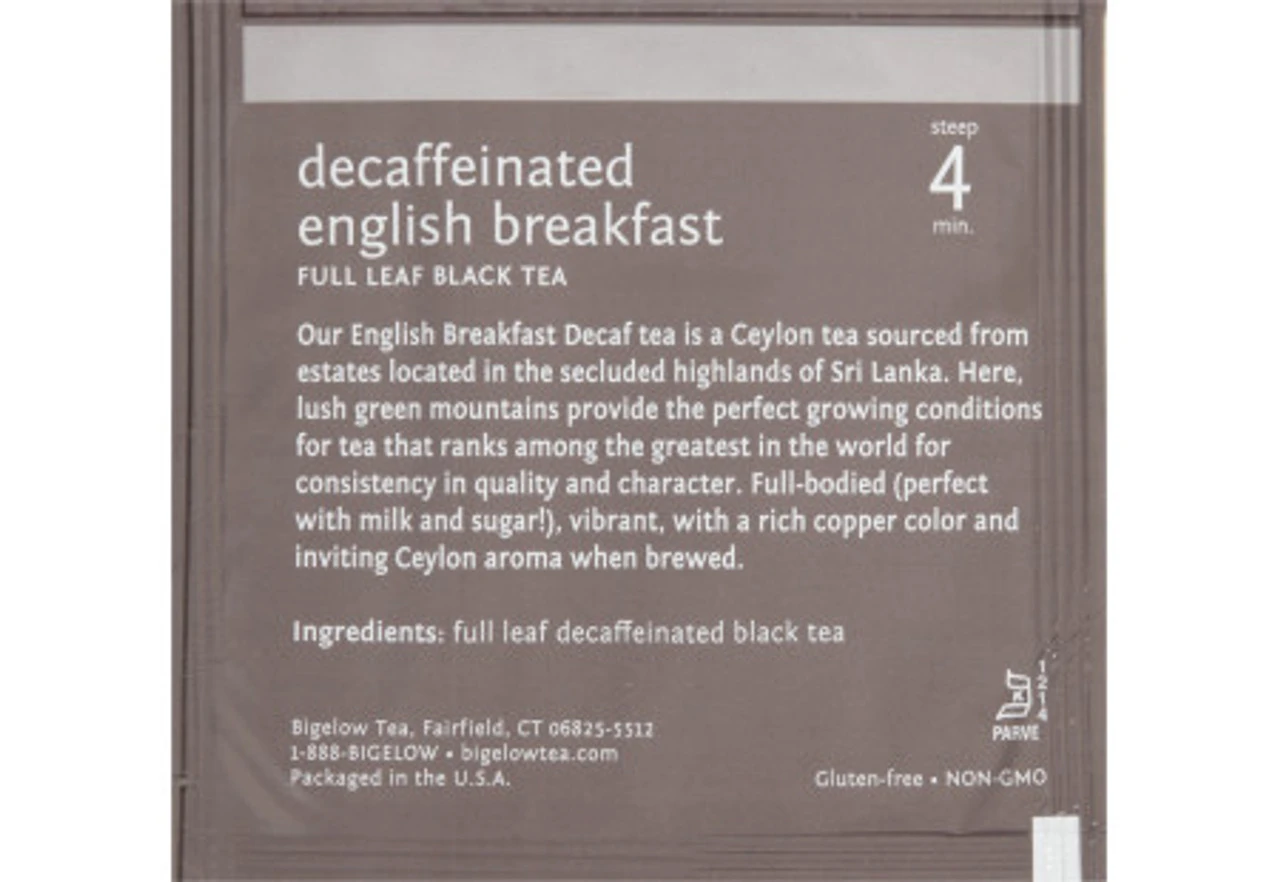 steep
4
min.
decaffeinated
english breakfast
FULL LEAF BLACK TEA
Our English Breakfast Decaf tea is a Ceylon tea sourced from
estates located in the secluded highlands of Sri Lanka. Here,
lush green mountains provide the perfect growing conditions
for tea that ranks among the greatest in the world for
consistency in quality and character. Full-bodied (perfect
with milk and sugar!), vibrant, with a rich copper color and
inviting Ceylon aroma when brewed.
Ingredients: full leaf decaffeinated black tea
Bigelow Tea, Fairfield, CT 06825-5512
1-888-BIGELOW • bigelowtea.com
Packaged in the U.S.A.
PARVE
Gluten-free • NON-GMO